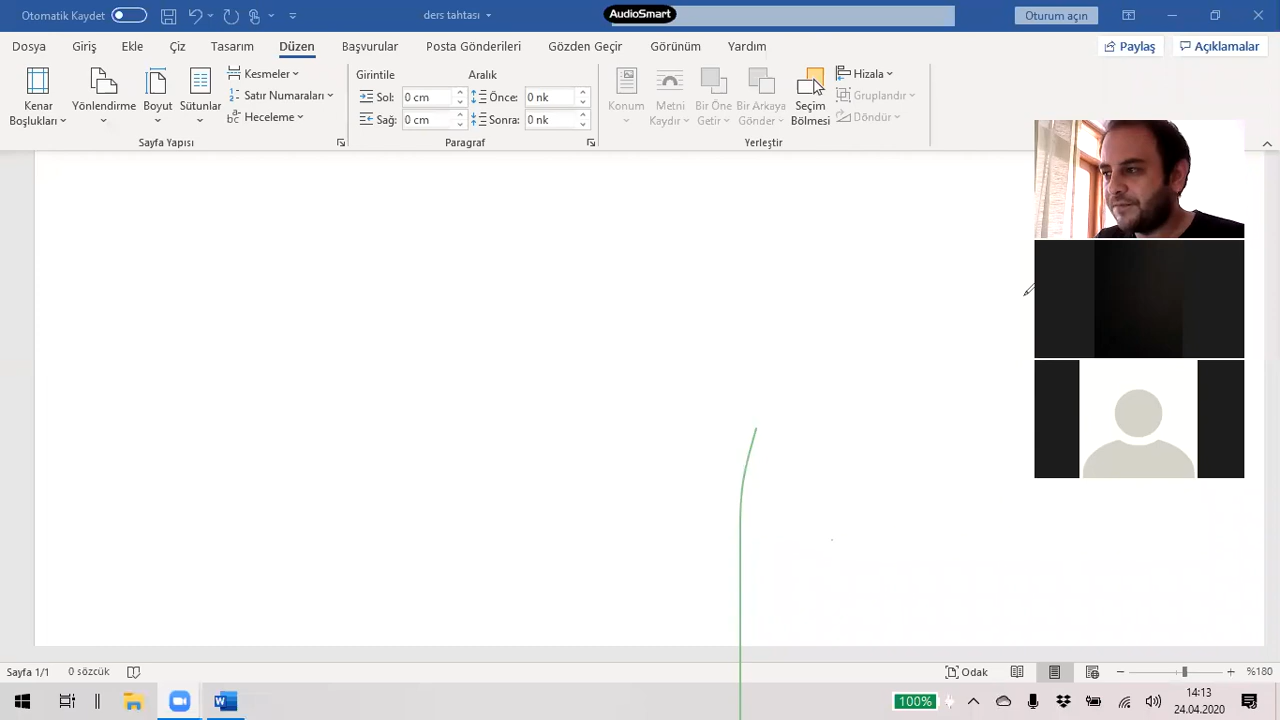 Otomatik Kaydet
ders tahtası
AudioSmart
Oturum açın
Dosya Giriş Ekle Çiz Tasarım Düzen Başvurular Posta Gönderileri Gözden Geçir Görünüm Yardım
Paylaş Açıklamalar
Kenar Boşlukları
Yönlendirme
Boyut
Sütunlar
Kesmeler
Satır Numaraları
Heceleme
Sayfa Yapısı
Girintile
Sol: 0 cm
Sağ: 0 cm
Aralık
Önce: 0 nk
Sonra: 0 nk
Paragraf
Konum
Metni Kaydır
Bir Öne Getir
Bir Arkaya Gönder
Seçim Bölmesi
Hizala
Gruplandır
Döndür
Yerleştir
Sayfa 1/1 0 sözcük
Odak
%180
100%
14:13
24.04.2020